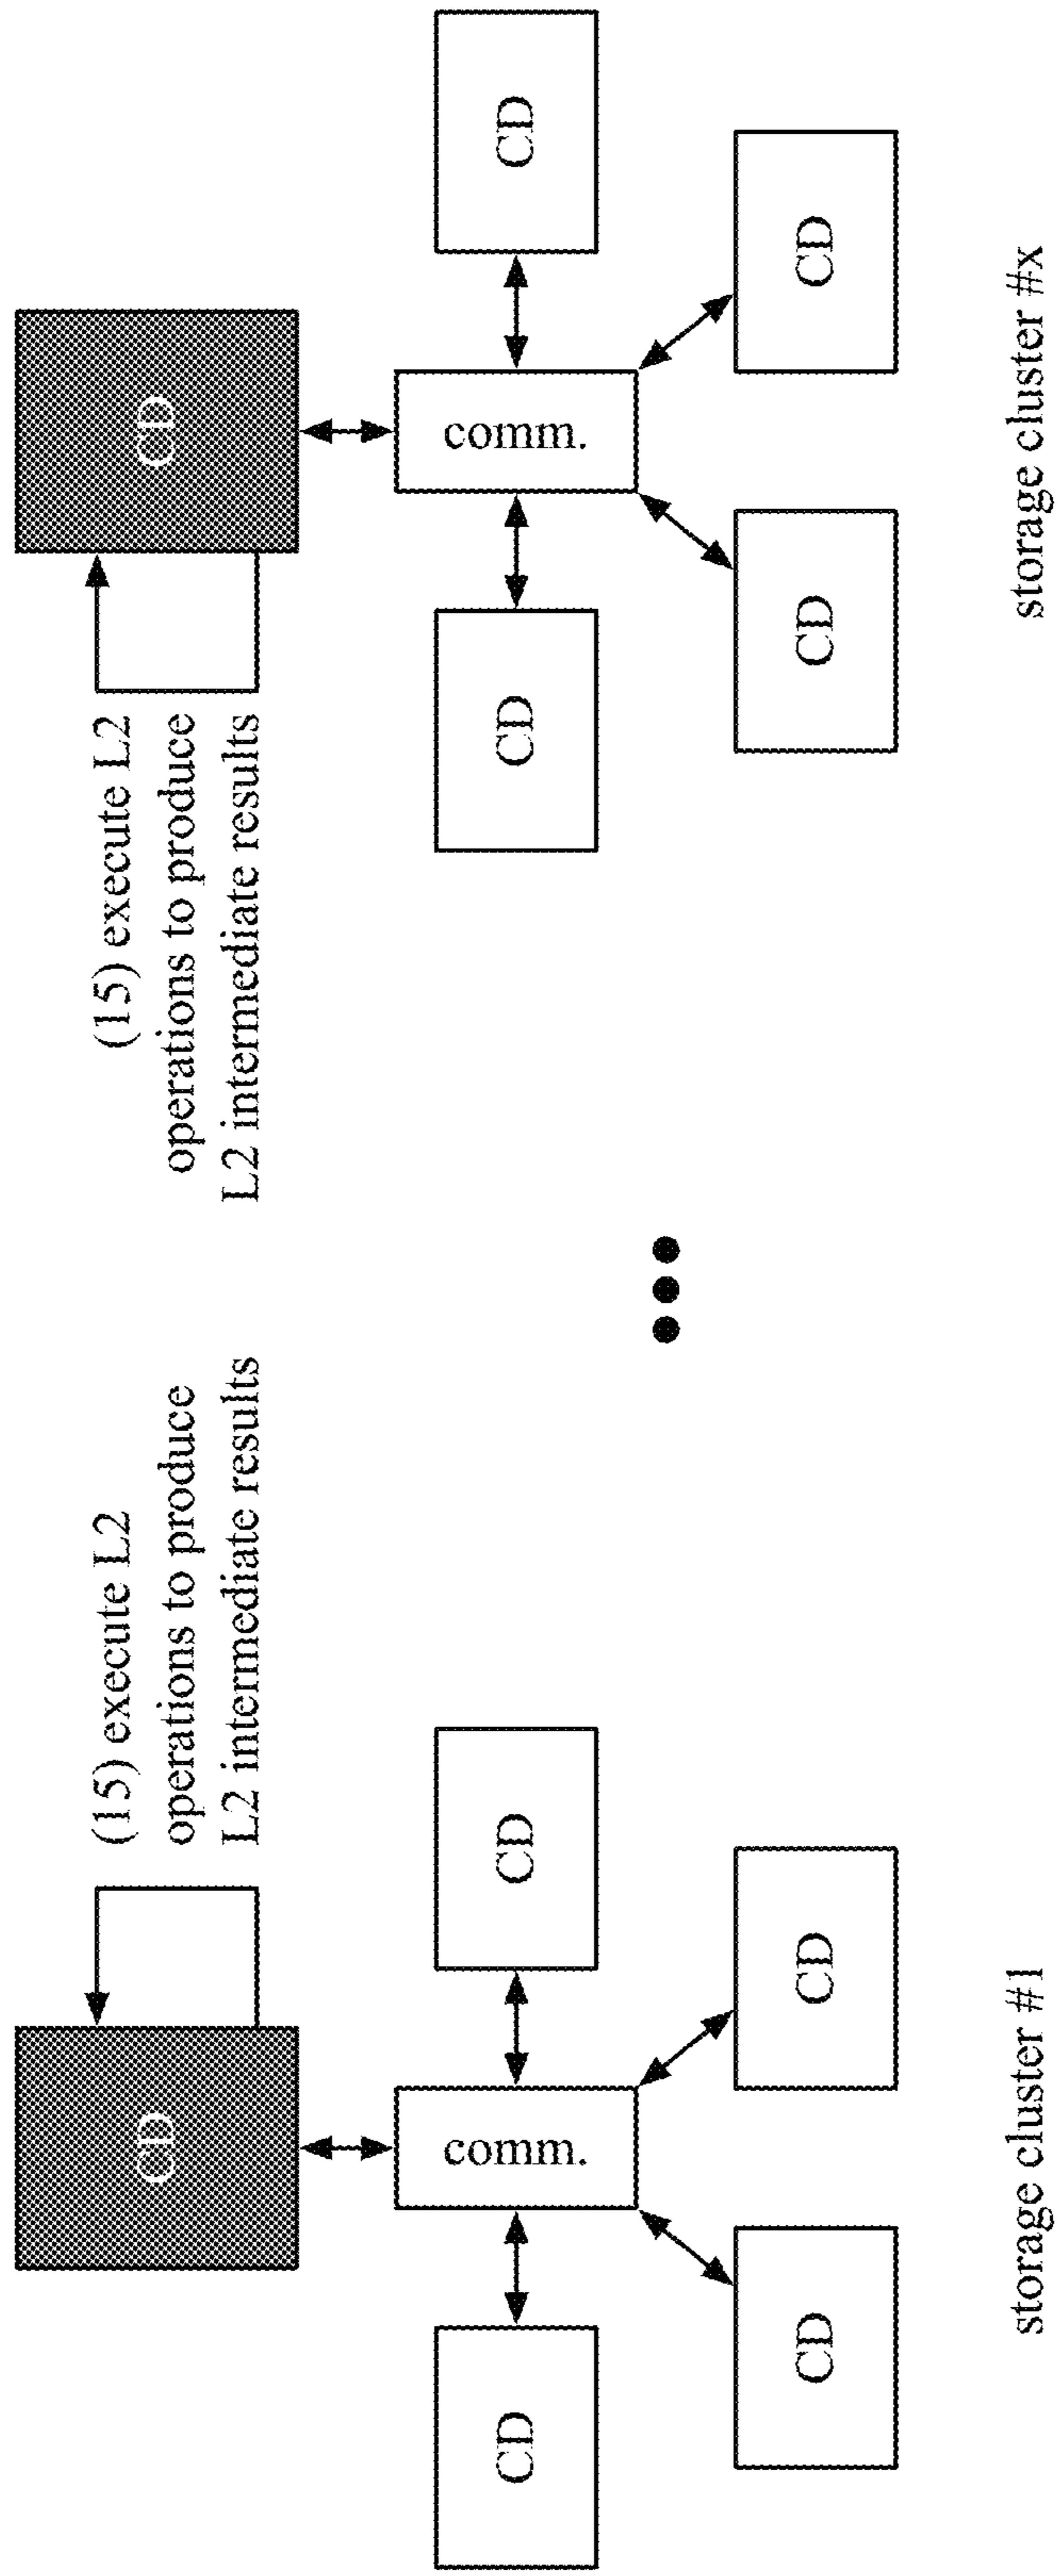 CD
(15) execute L2
operations to produce
L2 intermediate results
CD
comm.
CD
CD
CD
storage cluster #1
(15) execute L2
operations to produce
L2 intermediate results
CD
CD
comm.
CD
CD
CD
storage cluster #x